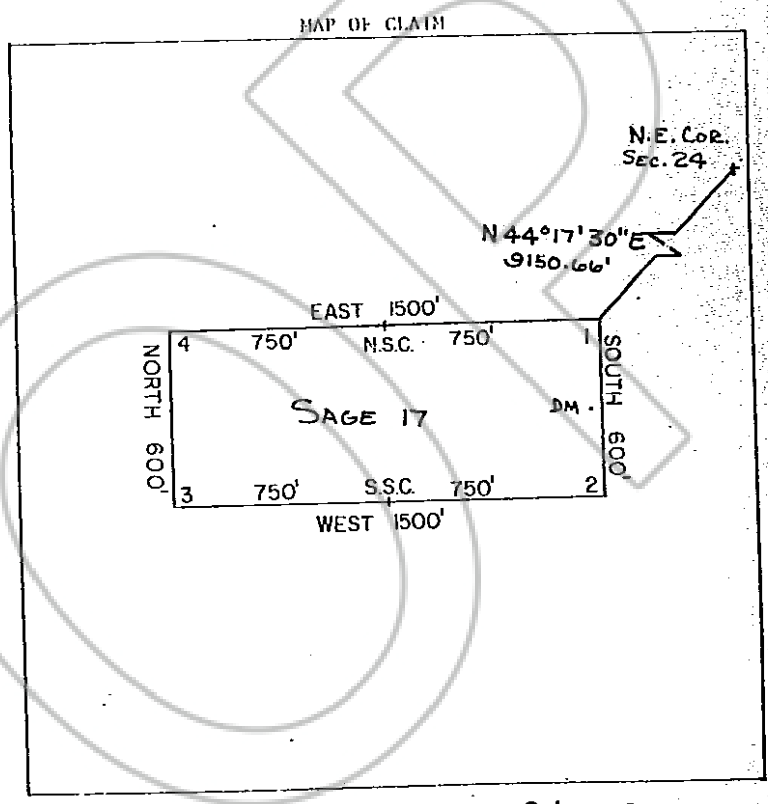 MAP OF CLAIM
N.E. COR.
SEC. 24
N 44°17'30"E
9150.66'
EAST 1500'
4 750' N.S.C. 750' 1
NORTH 600'
SAGE 17
DM .
SOUTH 600'
3 750' S.S.C. 750' 2
WEST 1500'